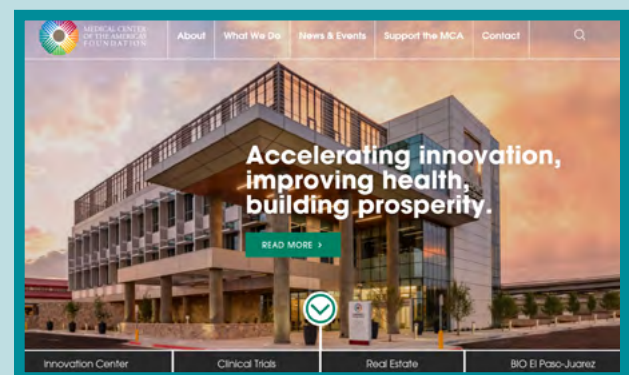 MEDICAL CENTER
OF THE AMERICAS
FOUNDATION
About What We Do News & Events Support the MCA Contact
Accelerating innovation,
improving health,
building prosperity.
READ MORE >
Innovation Center Clinical Trials Real Estate BIO El Paso-Juarez